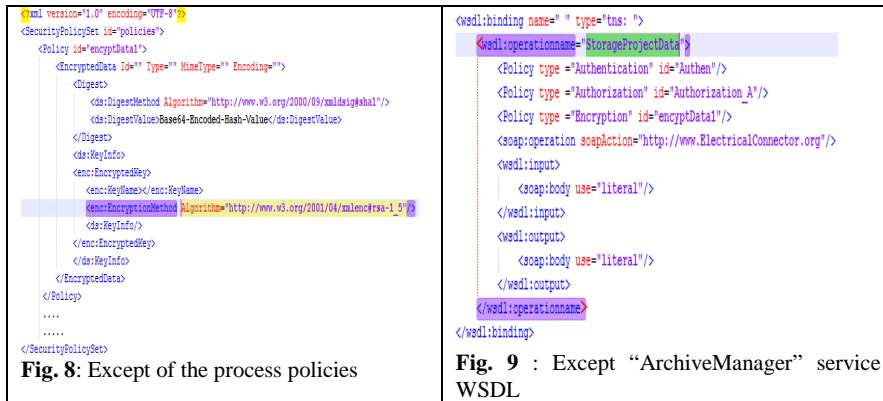 <?xml version="1.0" encoding="UTF-8"?>
<SecurityPolicySet id="policies">
<Policy id="encyptData1">
<EncryptedData Id="" Type="" MimeType="" Encoding="">
<Digest>
<ds:DigestMethod Algorithm="http://www.w3.org/2000/09/xmldsig#sha1"/>
<ds:DigestValue>Base64-Encoded-Hash-Value</ds:DigestValue>
</Digest>
<ds:KeyInfo>
<enc:EncryptedKey>
<enc:KeyName></enc:KeyName>
<enc:EncryptionMethod Algorithm="http://www.w3.org/2001/04/xmlenc#rsa-1_5"/>
<ds:KeyInfo/>
</enc:EncryptedKey>
</ds:KeyInfo>
</EncryptedData>
</Policy>
....
.....
</SecurityPolicySet>
Fig. 8: Except of the process policies
<wsdl:binding name=" " type="tns: ">
<wsdl:operationname="StorageProjectData">
<Policy type ="Authentication" id="Authen"/>
<Policy type ="Authorization" id="Authorization_A"/>
<Policy type ="Encryption" id="encyptData1"/>
<soap:operation soapAction="http://www.ElectricalConnector.org"/>
<wsdl:input>
<soap:body use="literal"/>
</wsdl:input>
<wsdl:output>
<soap:body use="literal"/>
</wsdl:output>
</wsdl:operationname>
</wsdl:binding>
Fig. 9 : Except “ArchiveManager” service
WSDL